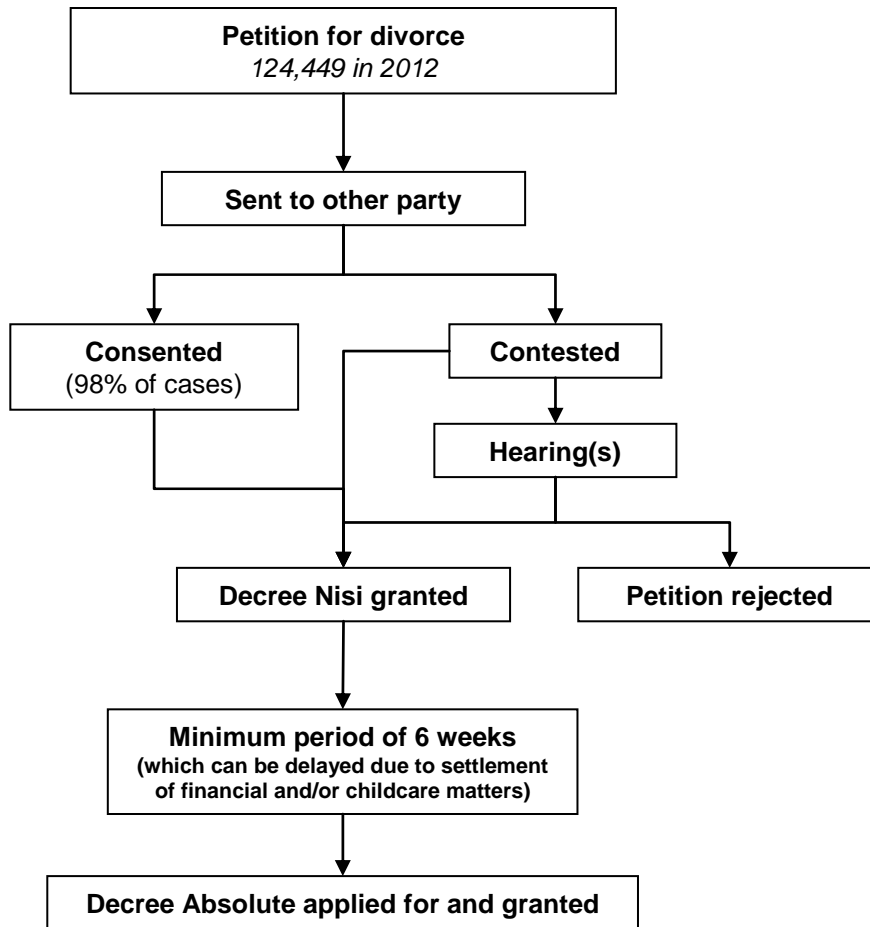 Petition for divorce
124,449 in 2012
Sent to other party
Consented
(98% of cases)
Contested
Hearing(s)
Decree Nisi granted
Petition rejected
Minimum period of 6 weeks
(which can be delayed due to settlement
of financial and/or childcare matters)
Decree Absolute applied for and granted